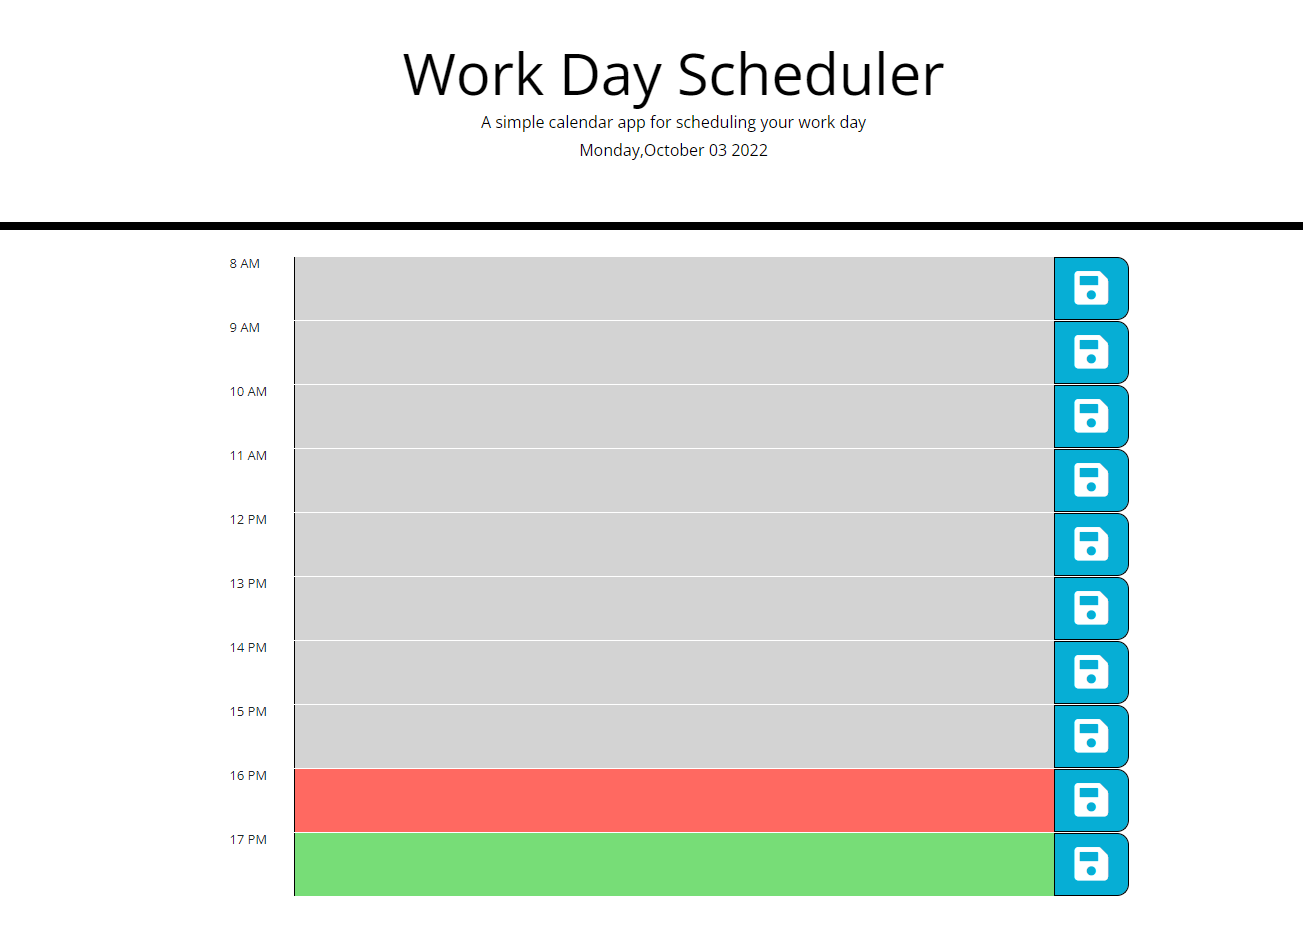 Work Day Scheduler
A simple calendar app for scheduling your work day
Monday,October 03 2022
8 AM
9 AM
10 AM
11 AM
12 PM
13 PM
14 PM
15 PM
16 PM
17 PM